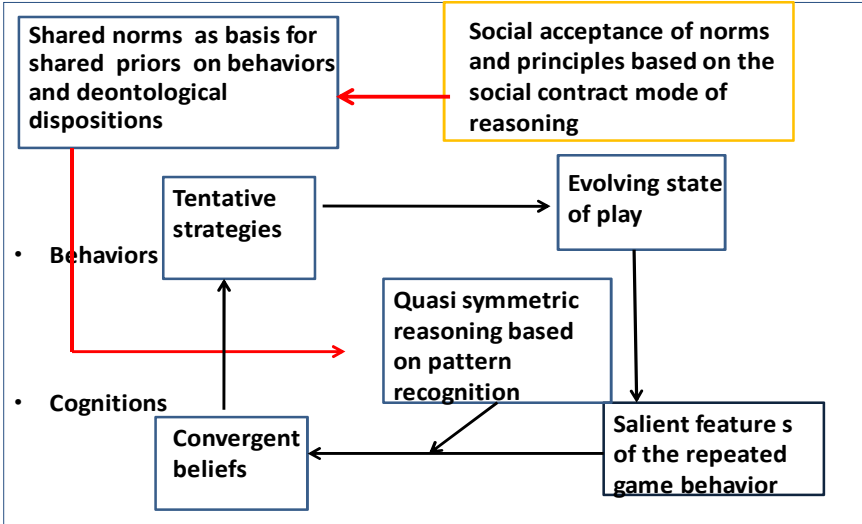 Shared norms as basis for
shared priors on behaviors
and deontological
dispositions
Social acceptance of norms
and principles based on the
social contract mode of
reasoning
Tentative
strategies
Evolving state
of play
• Behaviors
Quasi symmetric
reasoning based
on pattern
recognition
• Cognitions
Convergent
beliefs
Salient feature s
of the repeated
game behavior